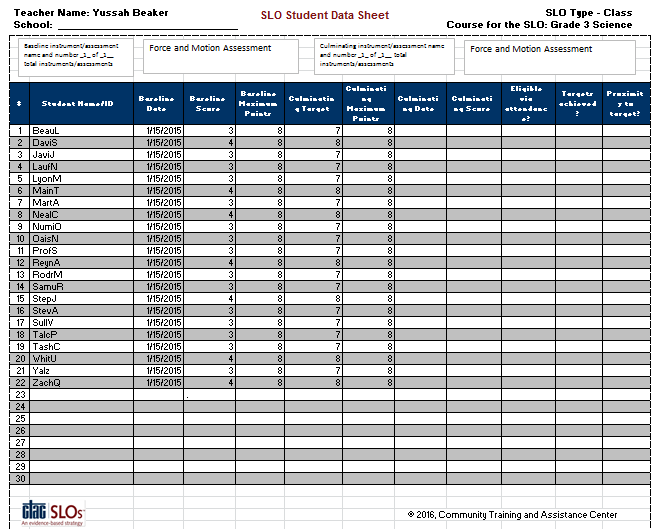 Teacher Name: Yussah Beaker
SLO Student Data Sheet
SLO Type - Class
School:
Course for the SLO: Grade 3 Science
Baseline instrument/assessment name and number _1_ of _1__ total instruments/assessments
Force and Motion Assessment
Culminating instrument/assessment name and number _1_ of _1__ total instruments/assessments
Force and Motion Assessment
# Student Name/ID Baseline Date Baseline Score Baseline Maximum Points Culminating Target Culminating Maximum Points Culminating Date Culminating Score Eligible via attendance? Targets achieved? Proximity to target?
1 BeauL 1/15/2015 3 8 7 8
2 DaviS 1/15/2015 4 8 8 8
3 JaviJ 1/15/2015 3 8 7 8
4 LaufN 1/15/2015 3 8 7 8
5 LyonM 1/15/2015 3 8 7 8
6 MainT 1/15/2015 4 8 8 8
7 MartA 1/15/2015 3 8 7 8
8 NealC 1/15/2015 4 8 8 8
9 NumiO 1/15/2015 3 8 7 8
10 OaisN 1/15/2015 3 8 7 8
11 ProfS 1/15/2015 3 8 7 8
12 ReynA 1/15/2015 4 8 8 8
13 RodrM 1/15/2015 3 8 7 8
14 SamuR 1/15/2015 3 8 7 8
15 StepJ 1/15/2015 4 8 8 8
16 StevA 1/15/2015 3 8 7 8
17 SullV 1/15/2015 3 8 7 8
18 TalcP 1/15/2015 3 8 7 8
19 TashC 1/15/2015 3 8 7 8
20 WhitU 1/15/2015 4 8 8 8
21 Yalz 1/15/2015 3 8 7 8
22 ZachQ 1/15/2015 4 8 8 8
23 .
24
25
26
27
28
29
30
ctac SLOs
An evidence-based strategy
© 2016, Community Training and Assistance Center